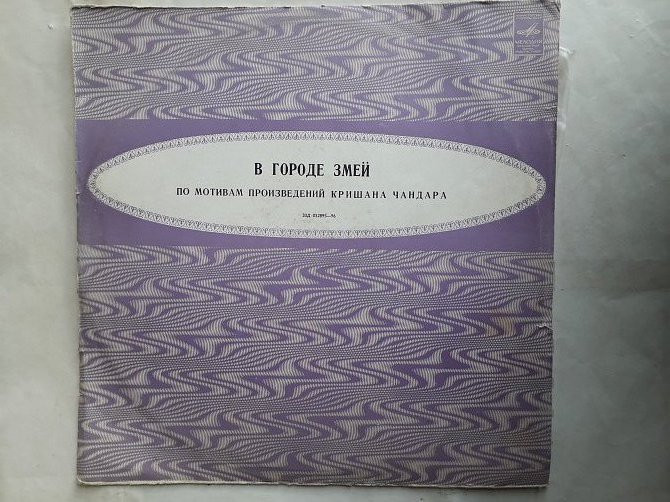 В ГОРОДЕ ЗМЕЙ
ПО МОТИВАМ ПРОИЗВЕДЕНИЙ КРИШАНА ЧАНДАРА